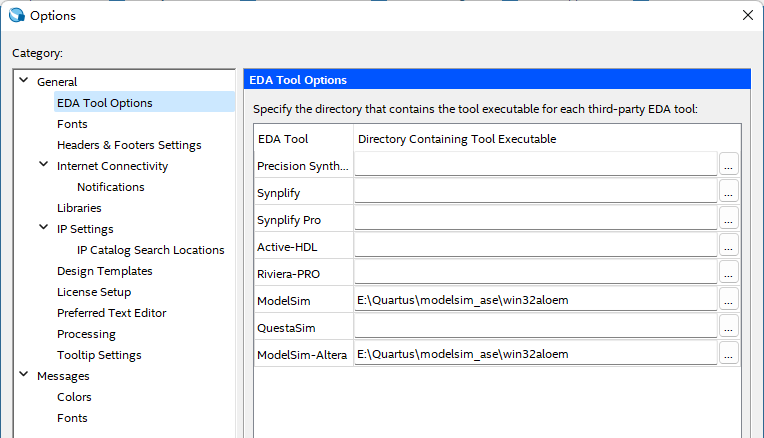 Options
Category:
General
EDA Tool Options
Fonts
Headers & Footers Settings
Internet Connectivity
Notifications
Libraries
IP Settings
IP Catalog Search Locations
Design Templates
License Setup
Preferred Text Editor
Processing
Tooltip Settings
Messages
Colors
Fonts
EDA Tool Options
Specify the directory that contains the tool executable for each third-party EDA tool:
EDA Tool Directory Containing Tool Executable
Precision Synth... ...
Synplify ...
Synplify Pro ...
Active-HDL ...
Riviera-PRO ...
ModelSim E:\Quartus\modelsim_ase\win32aloem ...
QuestaSim ...
ModelSim-Altera E:\Quartus\modelsim_ase\win32aloem ...